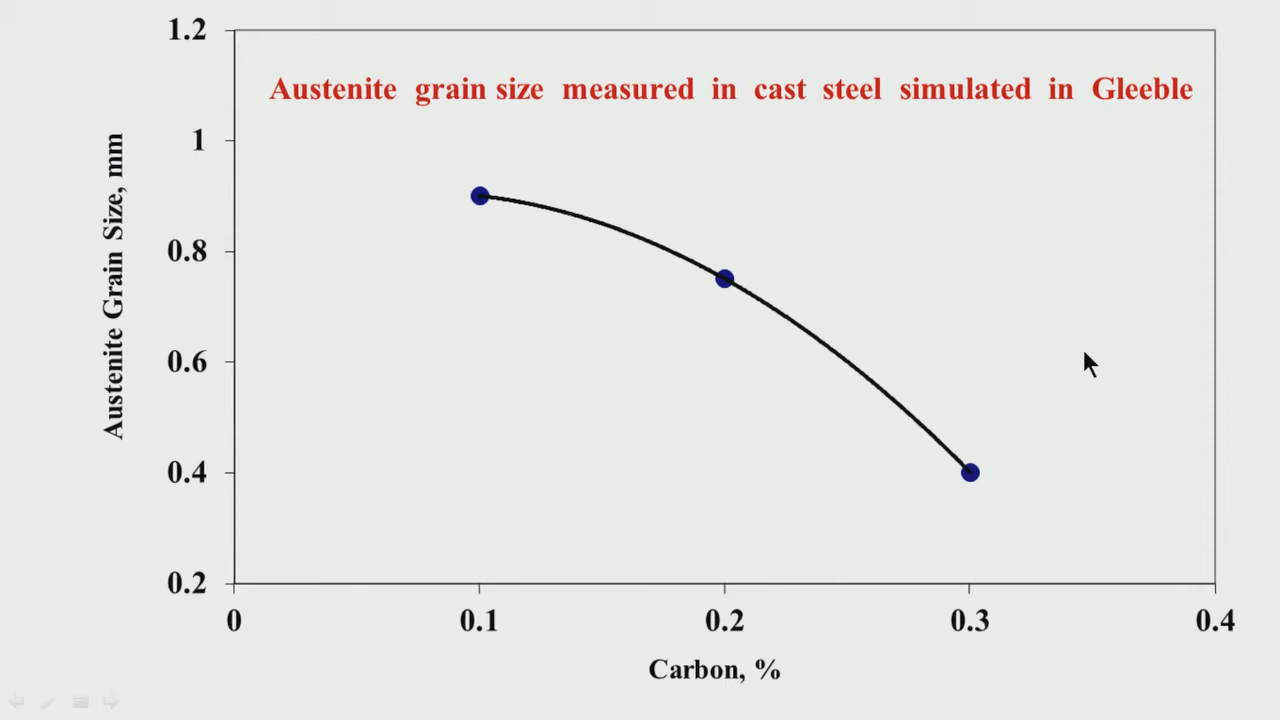 Austenite grain size measured in cast steel simulated in Gleeble
Austenite Grain Size, mm
1.2
1
0.8
0.6
0.4
0.2
0 0.1 0.2 0.3 0.4
Carbon, %